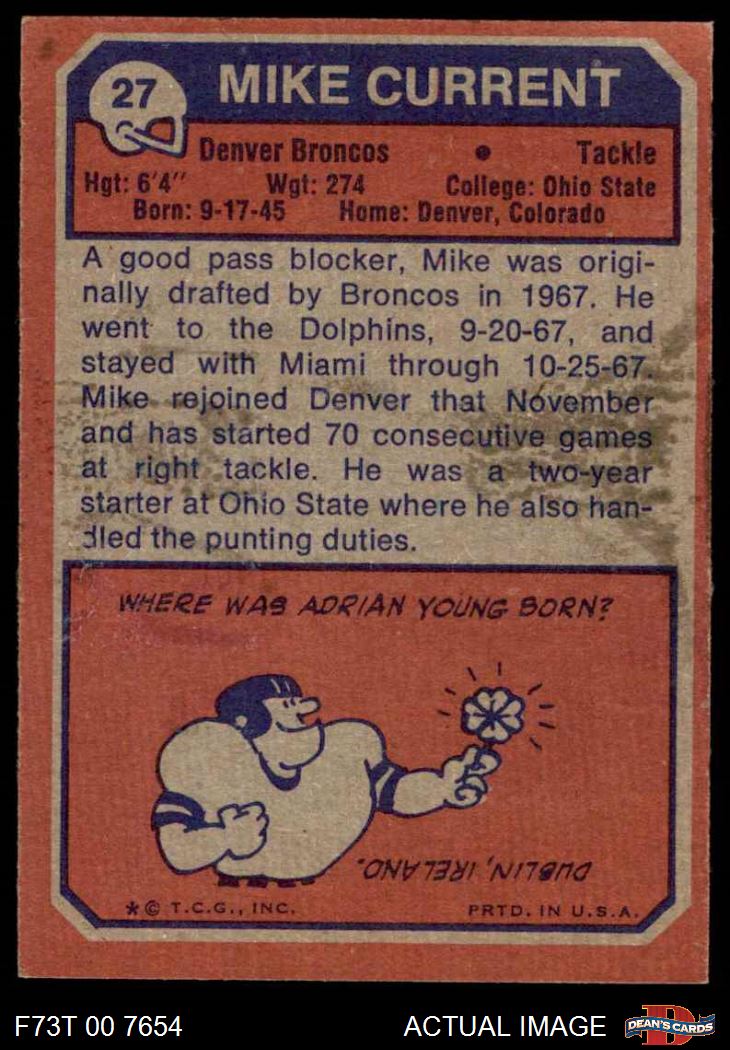 27
MIKE CURRENT
Denver Broncos • Tackle
Hgt: 6'4" Wgt: 274 College: Ohio State
Born: 9-17-45 Home: Denver, Colorado
A good pass blocker, Mike was origi-
nally drafted by Broncos in 1967. He
went to the Dolphins, 9-20-67, and
stayed with Miami through 10-25-67.
Mike rejoined Denver that November
and has started 70 consecutive games
at right tackle. He was a two-year
starter at Ohio State where he also han-
dled the punting duties.
WHERE WAS ADRIAN YOUNG BORN?
DUBLIN, IRELAND.
* © T.C.G., INC. PRTD. IN U.S.A.
F73T 00 7654 ACTUAL IMAGE
D
DEAN'S CARDS